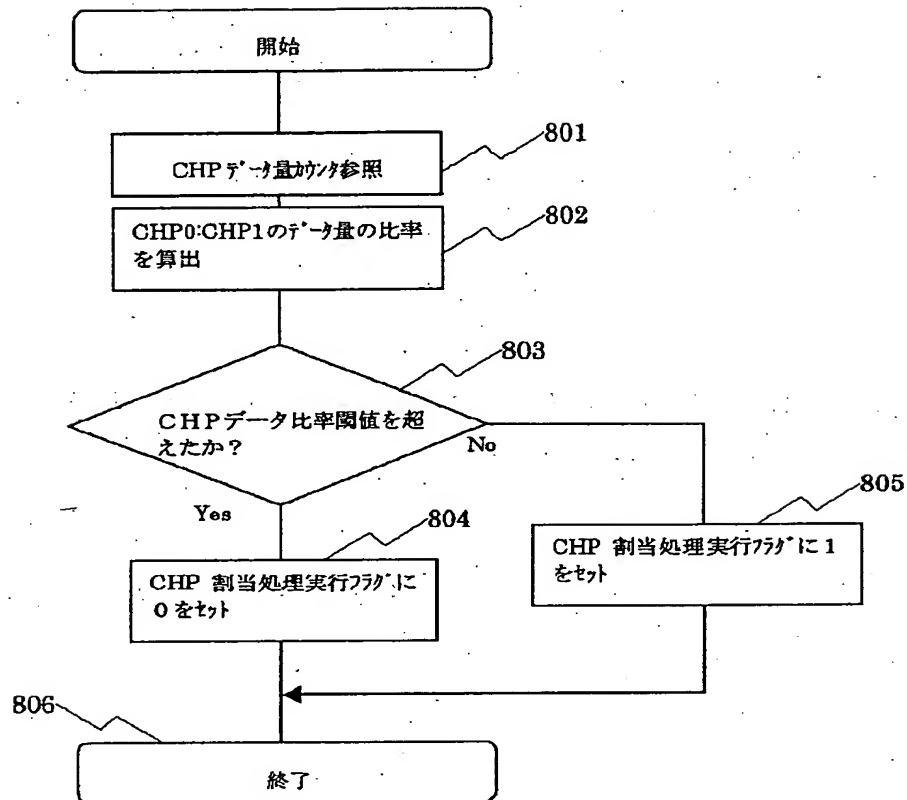 開始
801
CHPデータ量カウンタ参照
802
CHP0:CHP1のデータ量の比率
を算出
803
CHPデータ比率閾値を超
えたか?
No
Yes
804
805
CHP 割当処理実行フラグに
0をセット
CHP 割当処理実行フラグに1
をセット
806
終了